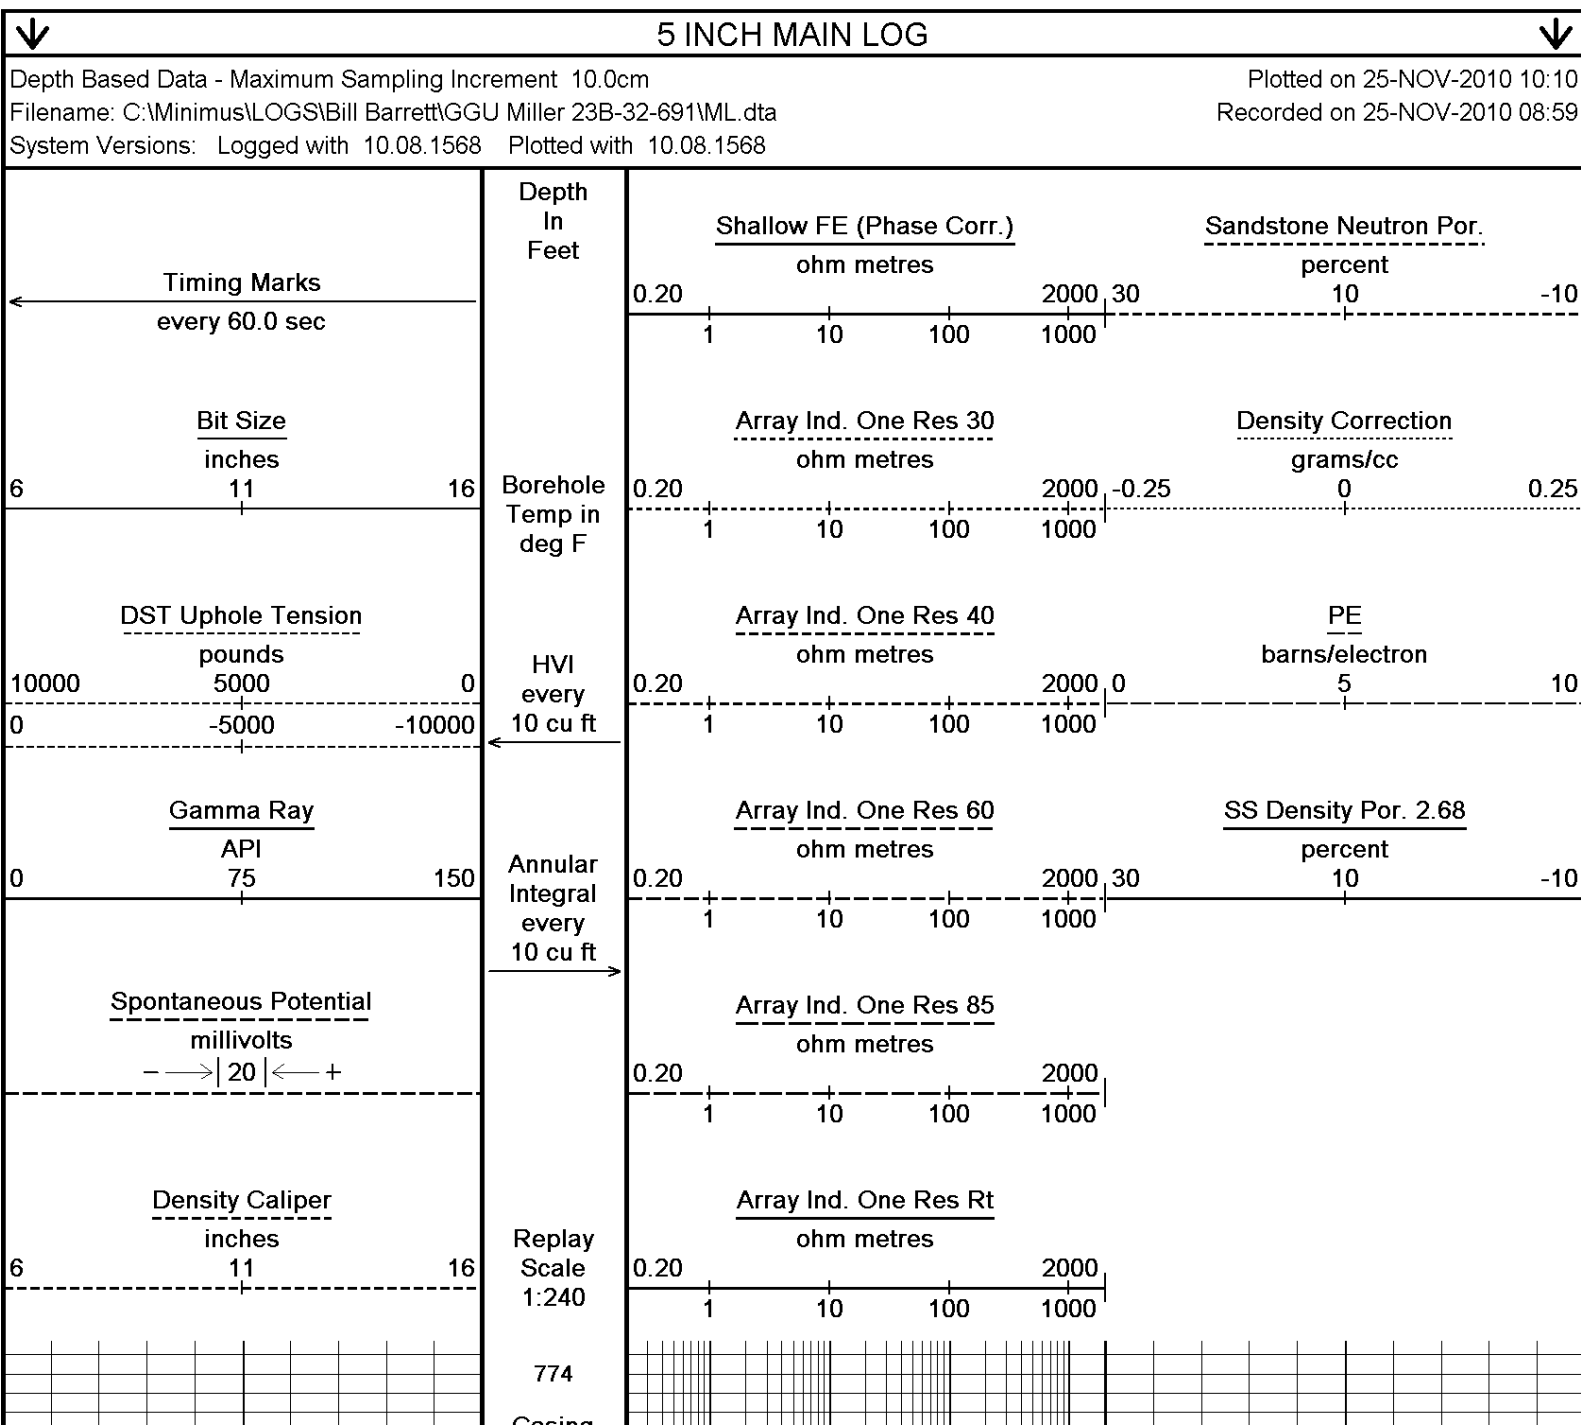 5 INCH MAIN LOG
Depth Based Data - Maximum Sampling Increment 10.0cm
Plotted on 25-NOV-2010 10:10
Filename: C:\Minimus\LOGS\Bill Barrett\GGU Miller 23B-32-691\ML.dta
Recorded on 25-NOV-2010 08:59
System Versions: Logged with 10.08.1568 Plotted with 10.08.1568
Timing Marks
every 60.0 sec
Bit Size
inches
6 11 16
DST Uphole Tension
pounds
10000 5000 0
0 -5000 -10000
Gamma Ray
API
0 75 150
Spontaneous Potential
millivolts
− 20 +
Density Caliper
inches
6 11 16
Depth
In
Feet
Borehole
Temp in
deg F
HVI
every
10 cu ft
Annular
Integral
every
10 cu ft
Replay
Scale
1:240
774
Casing
Shallow FE (Phase Corr.)
ohm metres
0.20 2000
1 10 100 1000
Array Ind. One Res 30
ohm metres
0.20 2000
1 10 100 1000
Array Ind. One Res 40
ohm metres
0.20 2000
1 10 100 1000
Array Ind. One Res 60
ohm metres
0.20 2000
1 10 100 1000
Array Ind. One Res 85
ohm metres
0.20 2000
1 10 100 1000
Array Ind. One Res Rt
ohm metres
0.20 2000
1 10 100 1000
Sandstone Neutron Por.
percent
30 10 -10
Density Correction
grams/cc
-0.25 0 0.25
PE
barns/electron
0 5 10
SS Density Por. 2.68
percent
30 10 -10